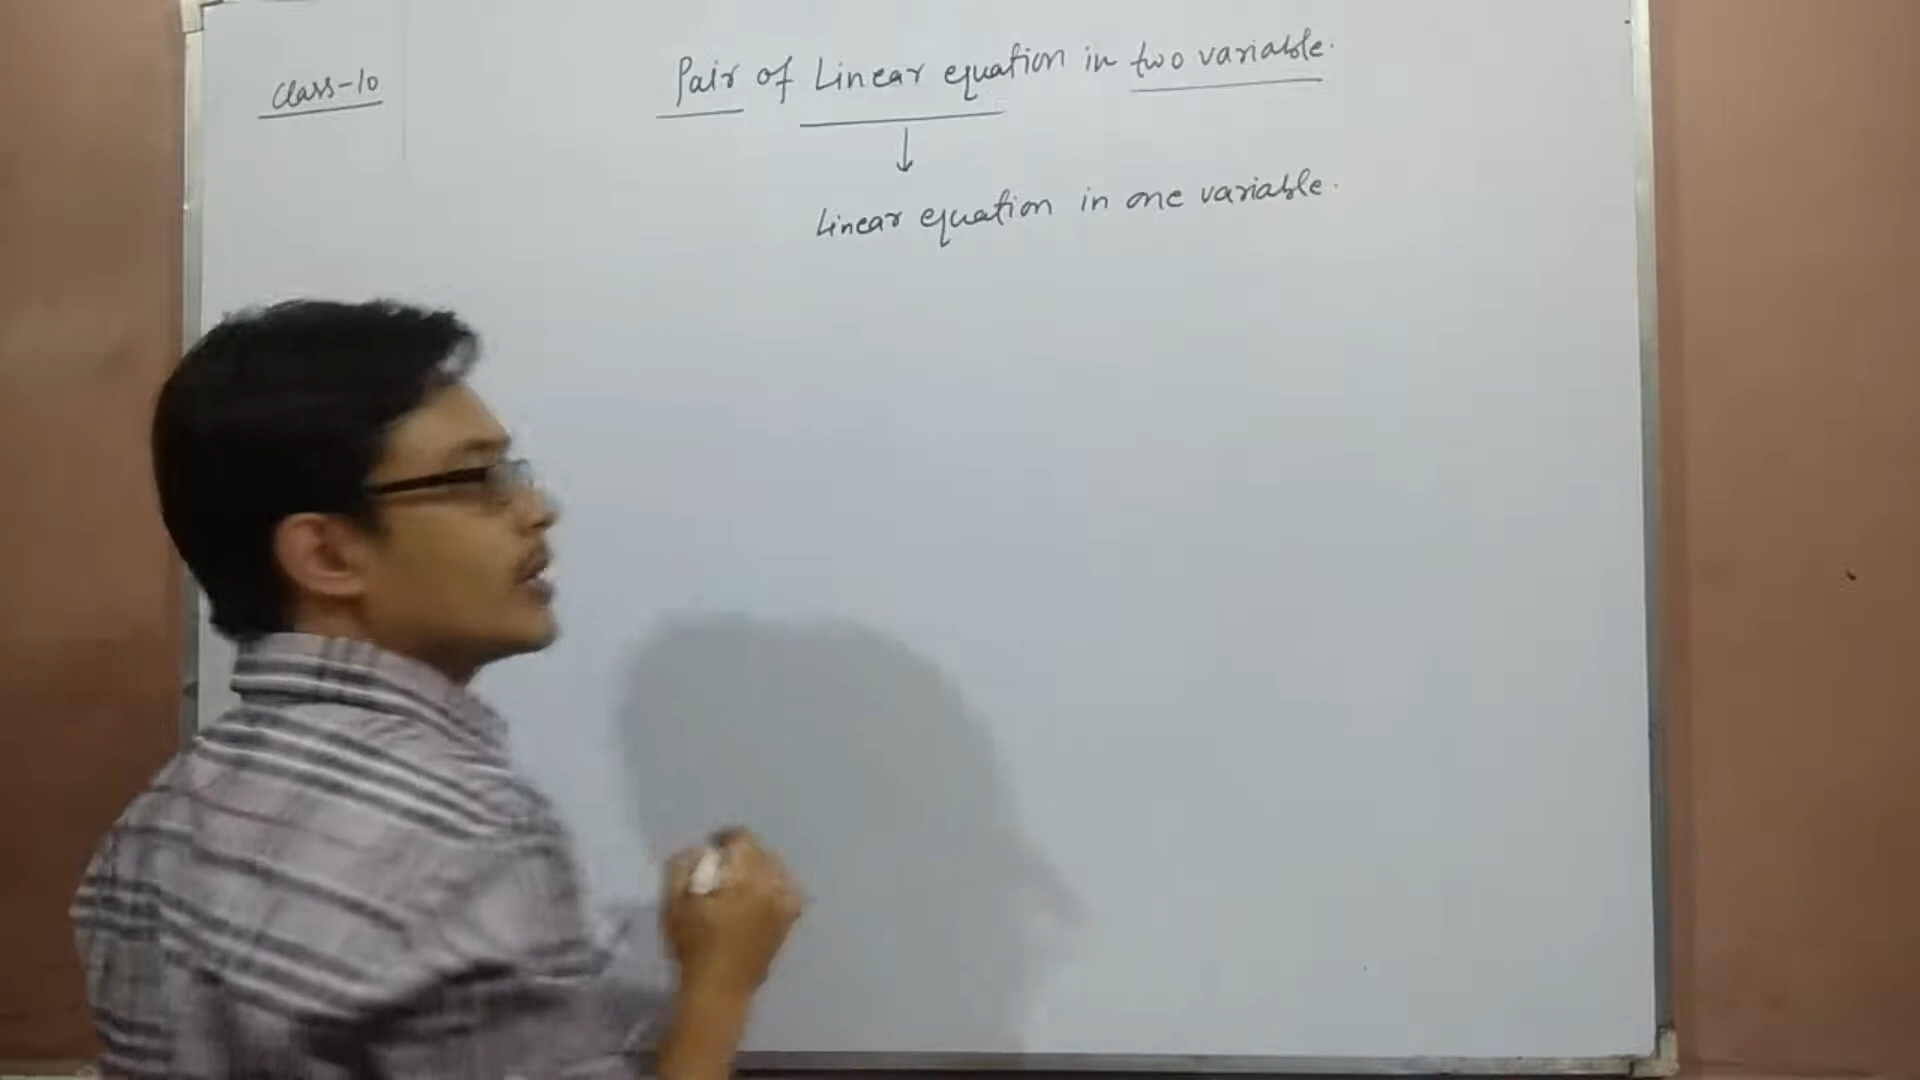 Class-10
Pair of Linear equation in two variable.
Linear equation in one variable.